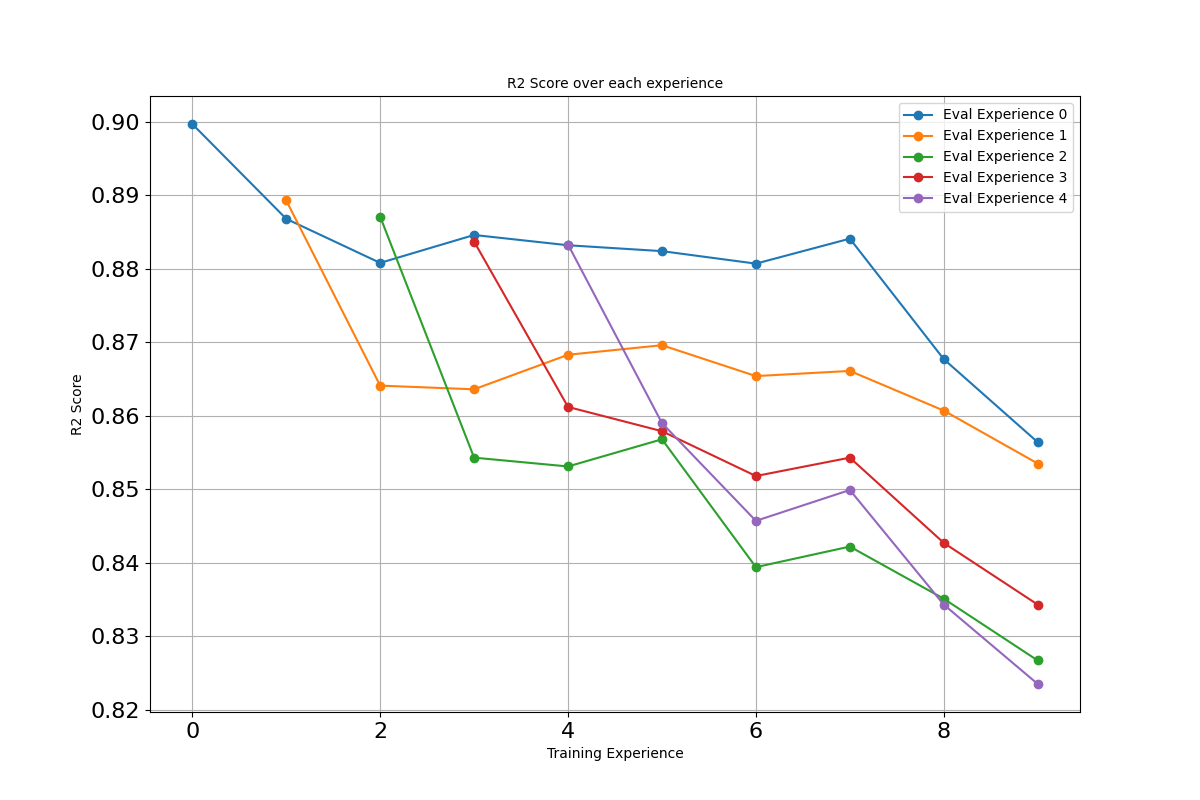 R2 Score over each experience
Eval Experience 0
Eval Experience 1
Eval Experience 2
Eval Experience 3
Eval Experience 4
0.90
0.89
0.88
0.87
0.86
0.85
0.84
0.83
0.82
R2 Score
0 2 4 6 8
Training Experience